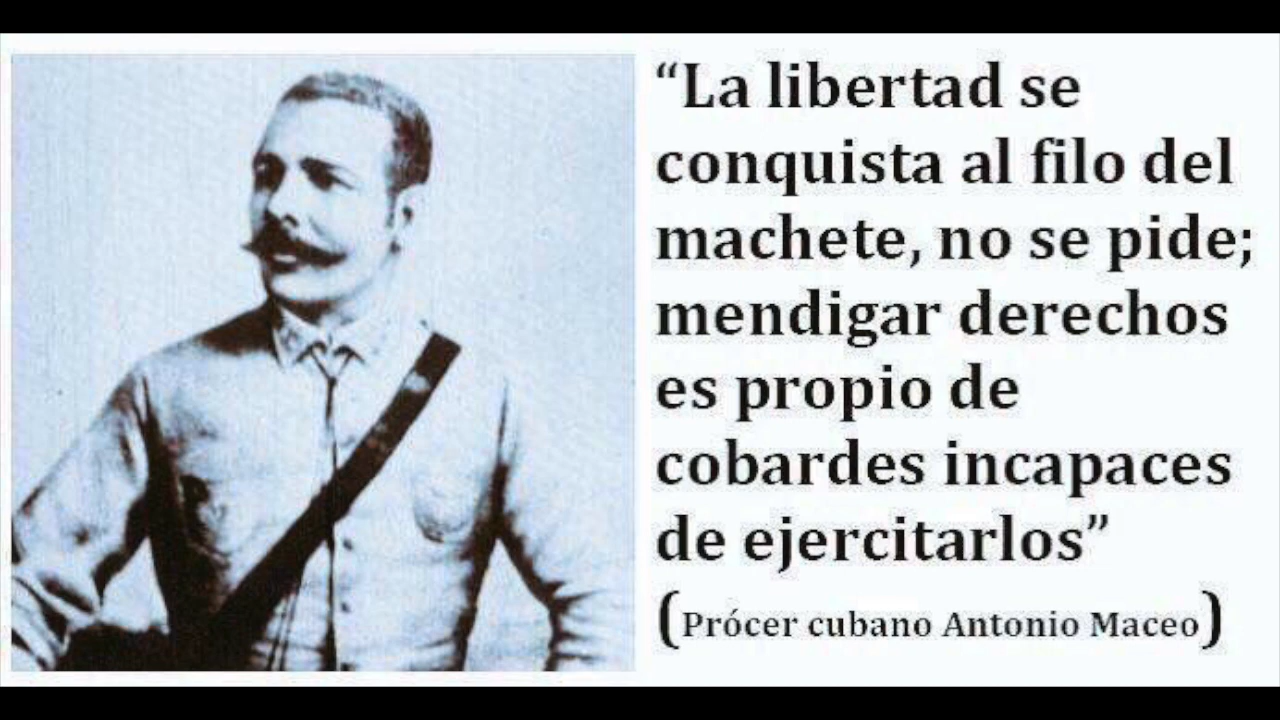 “La libertad se
conquista al filo del
machete, no se pide;
mendigar derechos
es propio de
cobardes incapaces
de ejercitarlos”
(Prócer cubano Antonio Maceo)